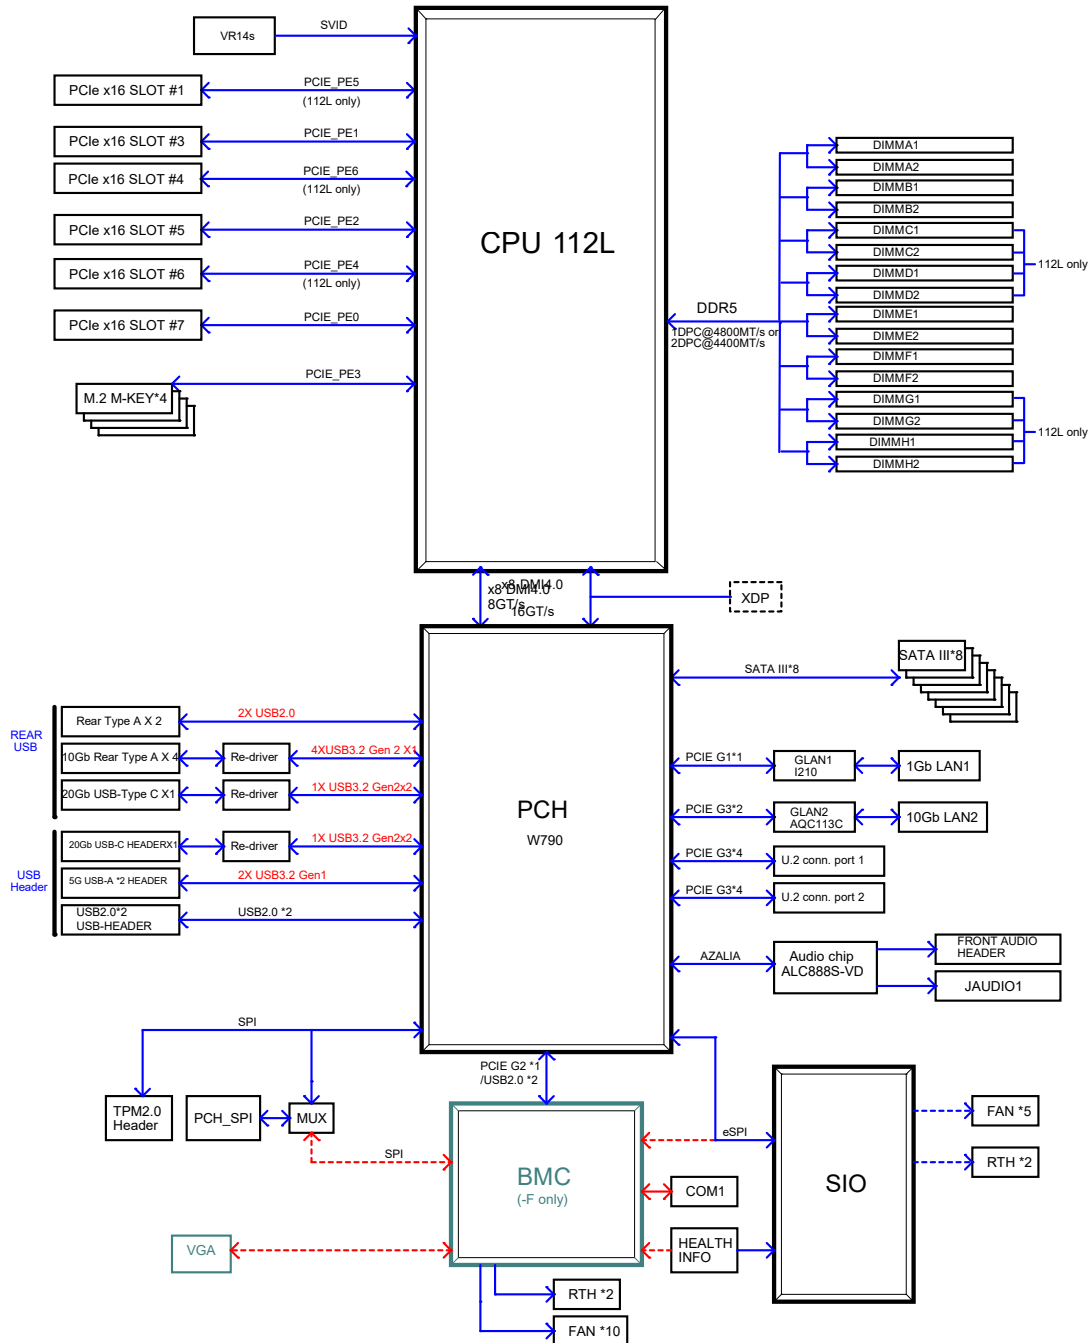 VR14s
SVID
PCIe x16 SLOT #1
PCIE_PE5
(112L only)
PCIe x16 SLOT #3
PCIE_PE1
PCIe x16 SLOT #4
PCIE_PE6
(112L only)
PCIe x16 SLOT #5
PCIE_PE2
PCIe x16 SLOT #6
PCIE_PE4
(112L only)
PCIe x16 SLOT #7
PCIE_PE0
M.2 M-KEY*4
PCIE_PE3
CPU 112L
DDR5
1DPC@4800MT/s or
2DPC@4400MT/s
DIMMA1
DIMMA2
DIMMB1
DIMMB2
DIMMC1
DIMMC2
DIMMD1
DIMMD2
112L only
DIMME1
DIMME2
DIMMF1
DIMMF2
DIMMG1
DIMMG2
DIMMH1
DIMMH2
112L only
x8 DMI4.0
16GT/s
x8 DMI4.0
8GT/s
XDP
PCH
W790
SATA III*8
SATA III*8
REAR
USB
Rear Type A X 2
2X USB2.0
10Gb Rear Type A X 4
Re-driver
4XUSB3.2 Gen 2 X1
20Gb USB-Type C X1
Re-driver
1X USB3.2 Gen2x2
USB
Header
20Gb USB-C HEADERX1
Re-driver
1X USB3.2 Gen2x2
5G USB-A *2 HEADER
2X USB3.2 Gen1
USB2.0*2
USB-HEADER
USB2.0 *2
PCIE G1*1
GLAN1
I210
1Gb LAN1
PCIE G3*2
GLAN2
AQC113C
10Gb LAN2
PCIE G3*4
U.2 conn. port 1
PCIE G3*4
U.2 conn. port 2
AZALIA
Audio chip
ALC888S-VD
FRONT AUDIO
HEADER
JAUDIO1
SPI
TPM2.0
Header
PCH_SPI
MUX
SPI
PCIE G2 *1
/USB2.0 *2
BMC
(-F only)
eSPI
COM1
HEALTH
INFO
VGA
RTH *2
FAN *10
SIO
FAN *5
RTH *2